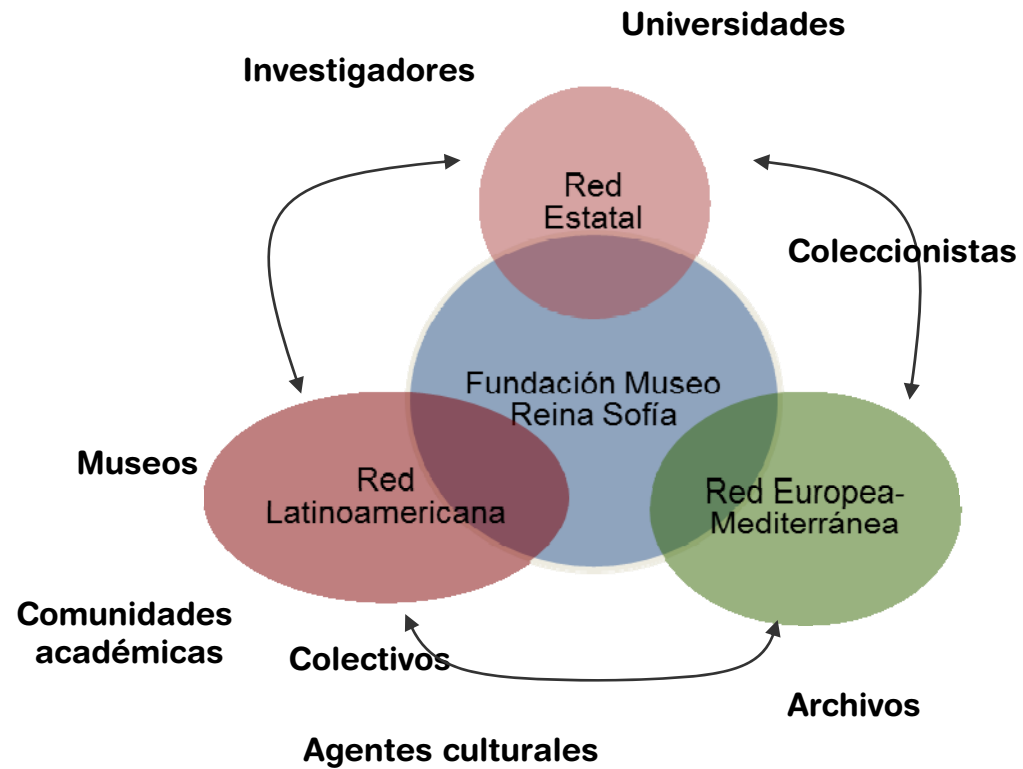 Universidades
Investigadores
Red
Estatal
Coleccionistas
Fundación Museo
Reina Sofía
Museos
Red
Latinoamericana
Red Europea-
Mediterránea
Comunidades
académicas
Colectivos
Archivos
Agentes culturales